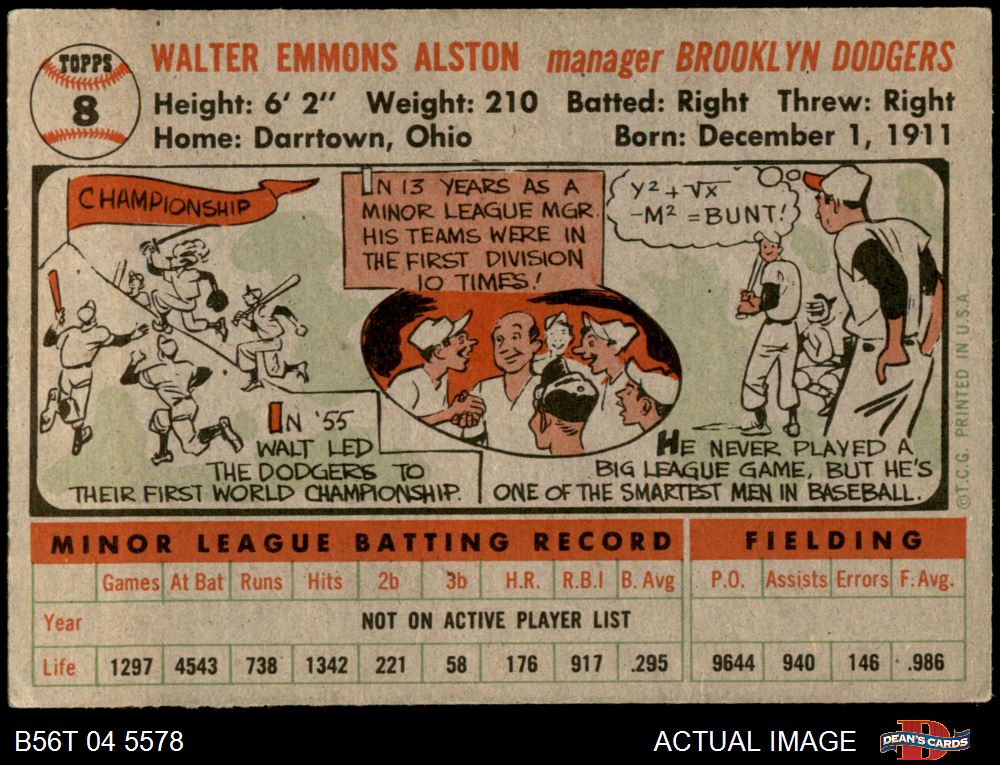 TOPPS
8
WALTER EMMONS ALSTON manager BROOKLYN DODGERS
Height: 6' 2" Weight: 210 Batted: Right Threw: Right
Home: Darrtown, Ohio Born: December 1, 1911
CHAMPIONSHIP
IN '55
WALT LED
THE DODGERS TO
THEIR FIRST WORLD CHAMPIONSHIP.
IN 13 YEARS AS A
MINOR LEAGUE MGR.
HIS TEAMS WERE IN
THE FIRST DIVISION
10 TIMES!
Y² + √X
-M² = BUNT!
HE NEVER PLAYED A
BIG LEAGUE GAME, BUT HE'S
ONE OF THE SMARTEST MEN IN BASEBALL.
©T.C.G. PRINTED IN U.S.A.
MINOR LEAGUE BATTING RECORD FIELDING
Games At Bat Runs Hits 2b 3b H.R. R.B.I B. Avg P.O. Assists Errors F. Avg.
Year NOT ON ACTIVE PLAYER LIST
Life 1297 4543 738 1342 221 58 176 917 .295 9644 940 146 .986
B56T 04 5578 ACTUAL IMAGE DEAN'S CARDS